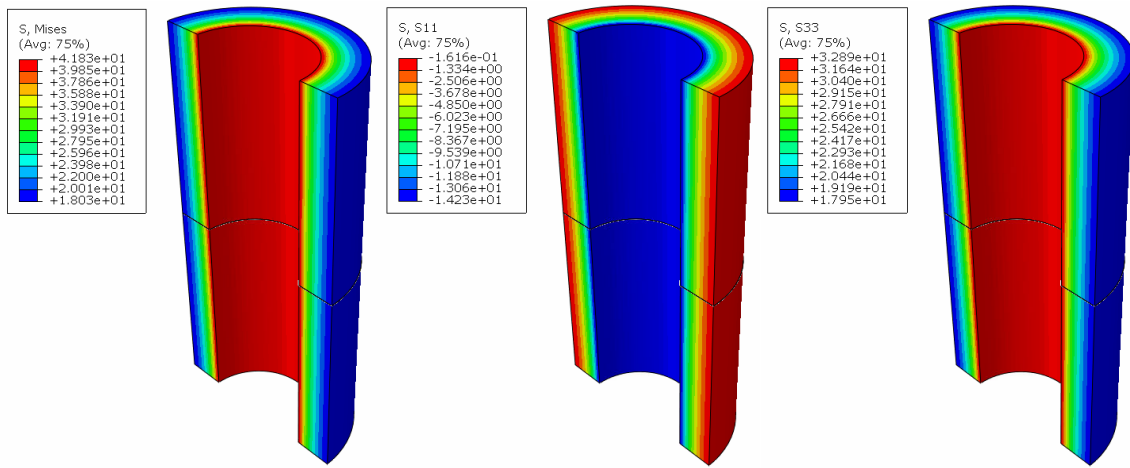 S, Mises
(Avg: 75%)
+4.183e+01
+3.985e+01
+3.786e+01
+3.588e+01
+3.390e+01
+3.191e+01
+2.993e+01
+2.795e+01
+2.596e+01
+2.398e+01
+2.200e+01
+2.001e+01
+1.803e+01
S, S11
(Avg: 75%)
-1.616e-01
-1.334e+00
-2.506e+00
-3.678e+00
-4.850e+00
-6.023e+00
-7.195e+00
-8.367e+00
-9.539e+00
-1.071e+01
-1.188e+01
-1.306e+01
-1.423e+01
S, S33
(Avg: 75%)
+3.289e+01
+3.164e+01
+3.040e+01
+2.915e+01
+2.791e+01
+2.666e+01
+2.542e+01
+2.417e+01
+2.293e+01
+2.168e+01
+2.044e+01
+1.919e+01
+1.795e+01